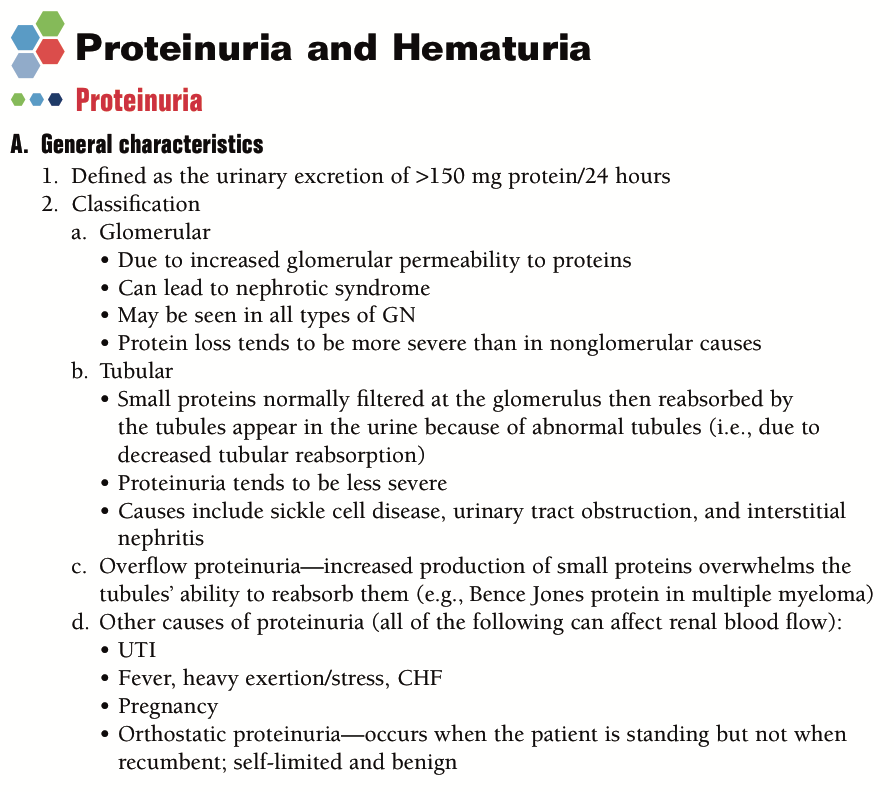 Proteinuria and Hematuria
Proteinuria
A. General characteristics
1. Defined as the urinary excretion of >150 mg protein/24 hours
2. Classification
a. Glomerular
• Due to increased glomerular permeability to proteins
• Can lead to nephrotic syndrome
• May be seen in all types of GN
• Protein loss tends to be more severe than in nonglomerular causes
b. Tubular
• Small proteins normally filtered at the glomerulus then reabsorbed by
the tubules appear in the urine because of abnormal tubules (i.e., due to
decreased tubular reabsorption)
• Proteinuria tends to be less severe
• Causes include sickle cell disease, urinary tract obstruction, and interstitial
nephritis
c. Overflow proteinuria—increased production of small proteins overwhelms the
tubules’ ability to reabsorb them (e.g., Bence Jones protein in multiple myeloma)
d. Other causes of proteinuria (all of the following can affect renal blood flow):
• UTI
• Fever, heavy exertion/stress, CHF
• Pregnancy
• Orthostatic proteinuria—occurs when the patient is standing but not when
recumbent; self-limited and benign